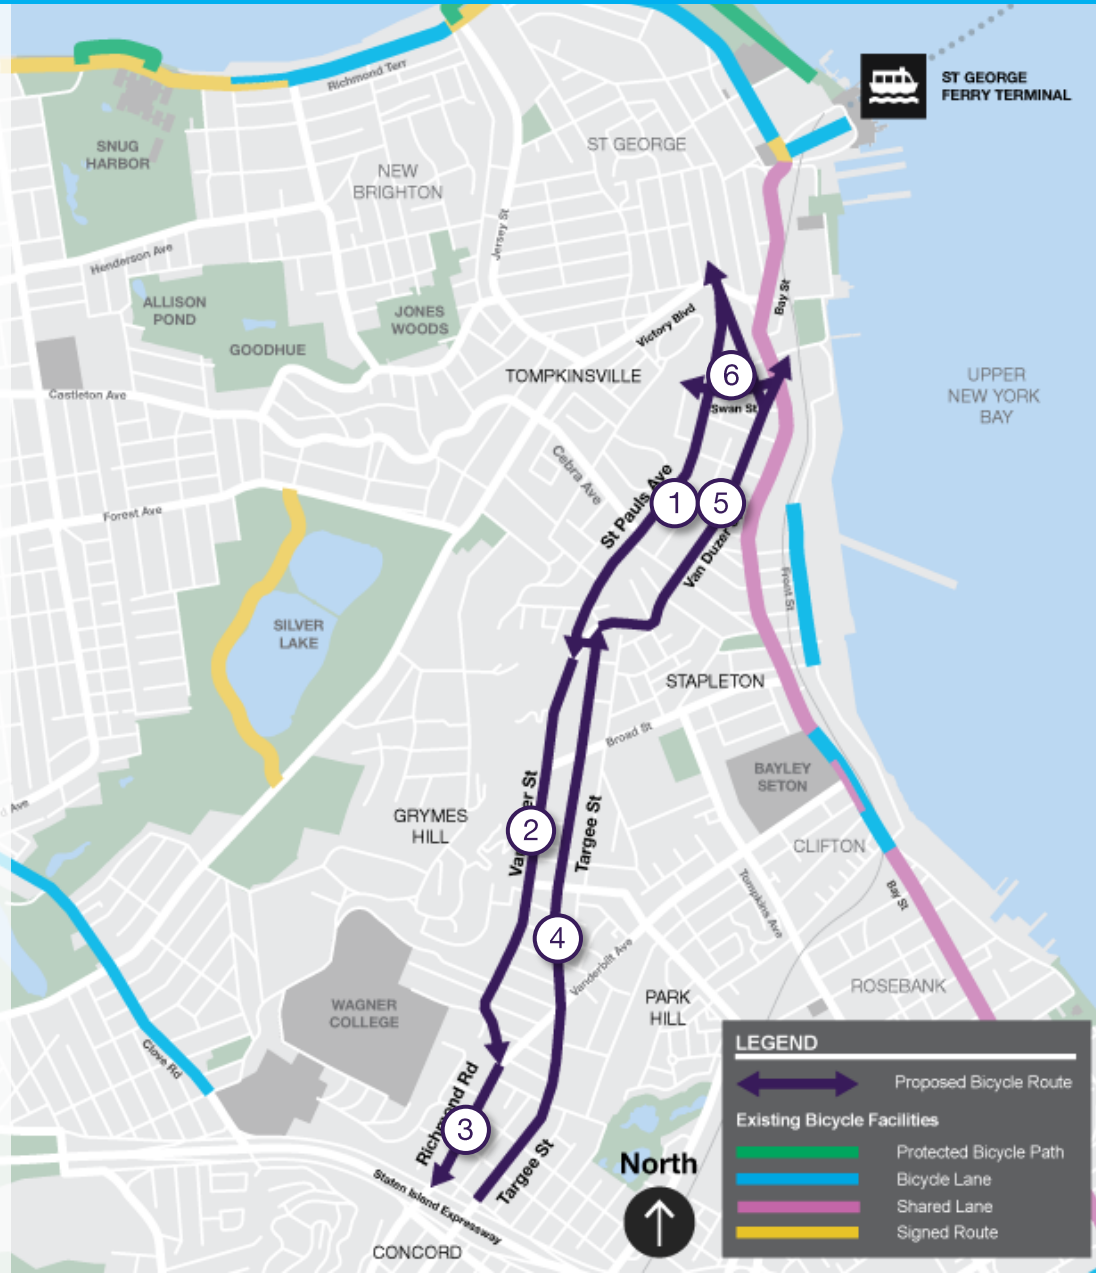 ST GEORGE
FERRY TERMINAL
Richmond Terr
SNUG
HARBOR
ST GEORGE
NEW
BRIGHTON
Jersey St
Henderson Ave
ALLISON
POND
JONES
WOODS
GOODHUE
Victory Blvd
Bay St
TOMPKINSVILLE
6
Swan St
UPPER
NEW YORK
BAY
Castleton Ave
Cebra Ave
St Pauls Ave
1
5
Van Duzer
Forest Ave
Front St
SILVER
LAKE
STAPLETON
Broad St
BAYLEY
SETON
GRYMES
HILL
2
Targee St
CLIFTON
Tompkins Ave
Bay St
4
Vanderbilt Ave
WAGNER
COLLEGE
PARK
HILL
ROSEBANK
Clove Rd
Richmond Rd
3
Targee St
Staten Island Expressway
CONCORD
North
LEGEND
Proposed Bicycle Route
Existing Bicycle Facilities
Protected Bicycle Path
Bicycle Lane
Shared Lane
Signed Route